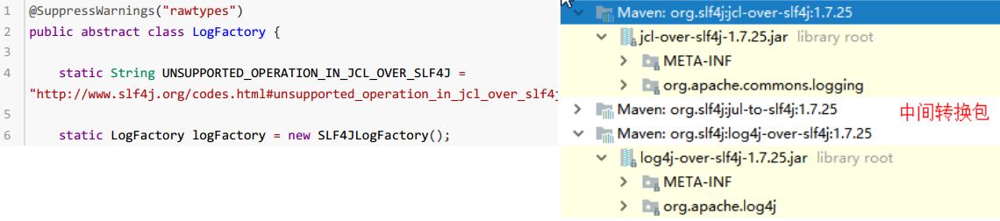 1 @SuppressWarnings("rawtypes")
2 public abstract class LogFactory {
3
4 static String UNSUPPORTED_OPERATION_IN_JCL_OVER_SLF4J =
"http://www.slf4j.org/codes.html#unsupported_operation_in_jcl_over_slf4j
5
6 static LogFactory logFactory = new SLF4JLogFactory();
Maven: org.slf4j:jcl-over-slf4j:1.7.25
jcl-over-slf4j-1.7.25.jar library root
META-INF
org.apache.commons.logging
Maven: org.slf4j:jul-to-slf4j:1.7.25 中间转换包
Maven: org.slf4j:log4j-over-slf4j:1.7.25
log4j-over-slf4j-1.7.25.jar library root
META-INF
org.apache.log4j